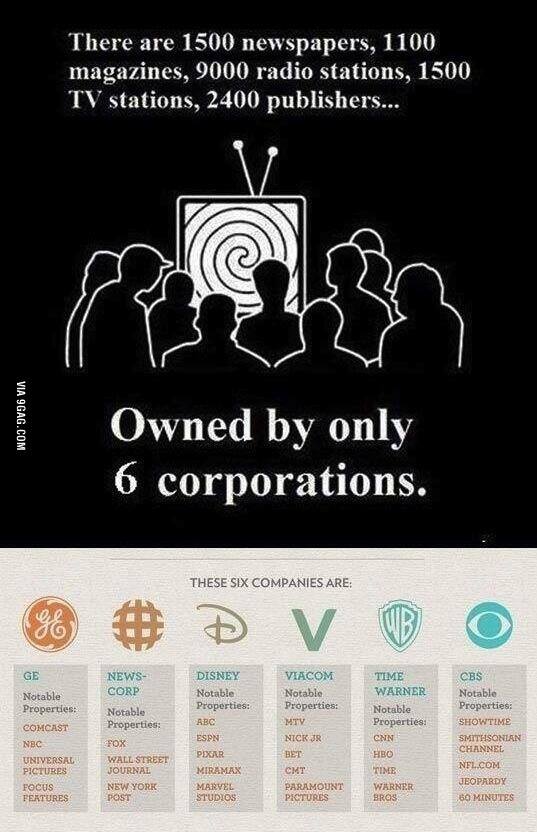 There are 1500 newspapers, 1100
magazines, 9000 radio stations, 1500
TV stations, 2400 publishers...
VIA 9GAG.COM
Owned by only
6 corporations.
THESE SIX COMPANIES ARE:
GE
Notable
Properties:
COMCAST
NBC
UNIVERSAL
PICTURES
FOCUS
FEATURES
NEWS-
CORP
Notable
Properties:
FOX
WALL STREET
JOURNAL
NEW YORK
POST
D
DISNEY
Notable
Properties:
ABC
ESPN
PIXAR
MIRAMAX
MARVEL
STUDIOS
V
VIACOM
Notable
Properties:
MTV
NICK JR
BET
CMT
PARAMOUNT
PICTURES
WB
TIME
WARNER
Notable
Properties:
CNN
HBO
TIME
WARNER
BROS
CBS
Notable
Properties:
SHOWTIME
SMITHSONIAN
CHANNEL
NFL.COM
JEOPARDY
60 MINUTES